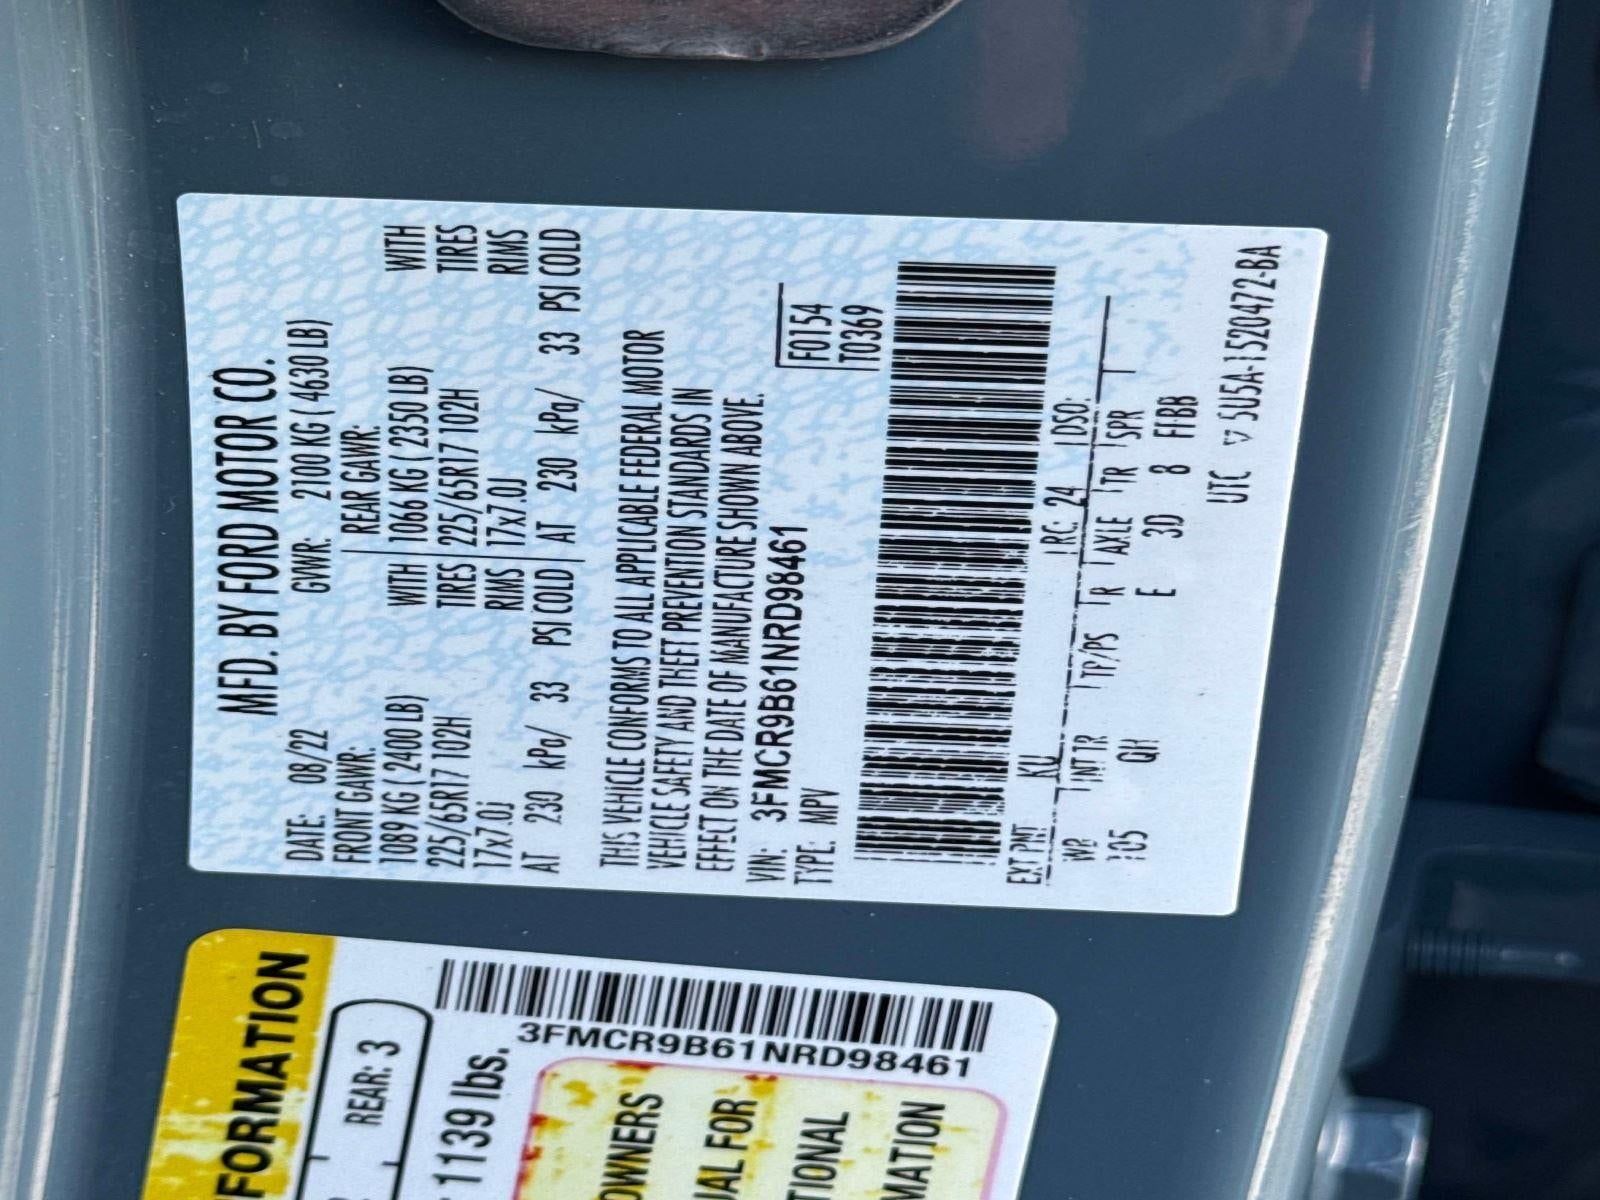 MFD. BY FORD MOTOR CO.
DATE: 08/22 GVWR: 2100 KG ( 4630 LB)
FRONT GAWR: REAR GAWR:
1089 KG ( 2400 LB) WITH 1066 KG ( 2350 LB) WITH
225/65R17 102H TIRES 225/65R17 102H TIRES
17x7.0J RIMS 17x7.0J RIMS
AT 230 kPa/ 33 PSI COLD AT 230 kPa/ 33 PSI COLD
THIS VEHICLE CONFORMS TO ALL APPLICABLE FEDERAL MOTOR
VEHICLE SAFETY AND THEFT PREVENTION STANDARDS IN
EFFECT ON THE DATE OF MANUFACTURE SHOWN ABOVE.
VIN: 3FMCR9B61NRD98461 F0154
TYPE: MPV T0369
EXT PNT KU RC: 24 DSO:
WB INT TR TP/PS R AXLE TR SPR
105 QH E 3D 8 FIBB
UTC ▽ 5U5A-1520472-BA
FORMATION
REAR: 3
1139 lbs.
3FMCR9B61NRD98461
OWNERS
UAL FOR
TIONAL
MATION